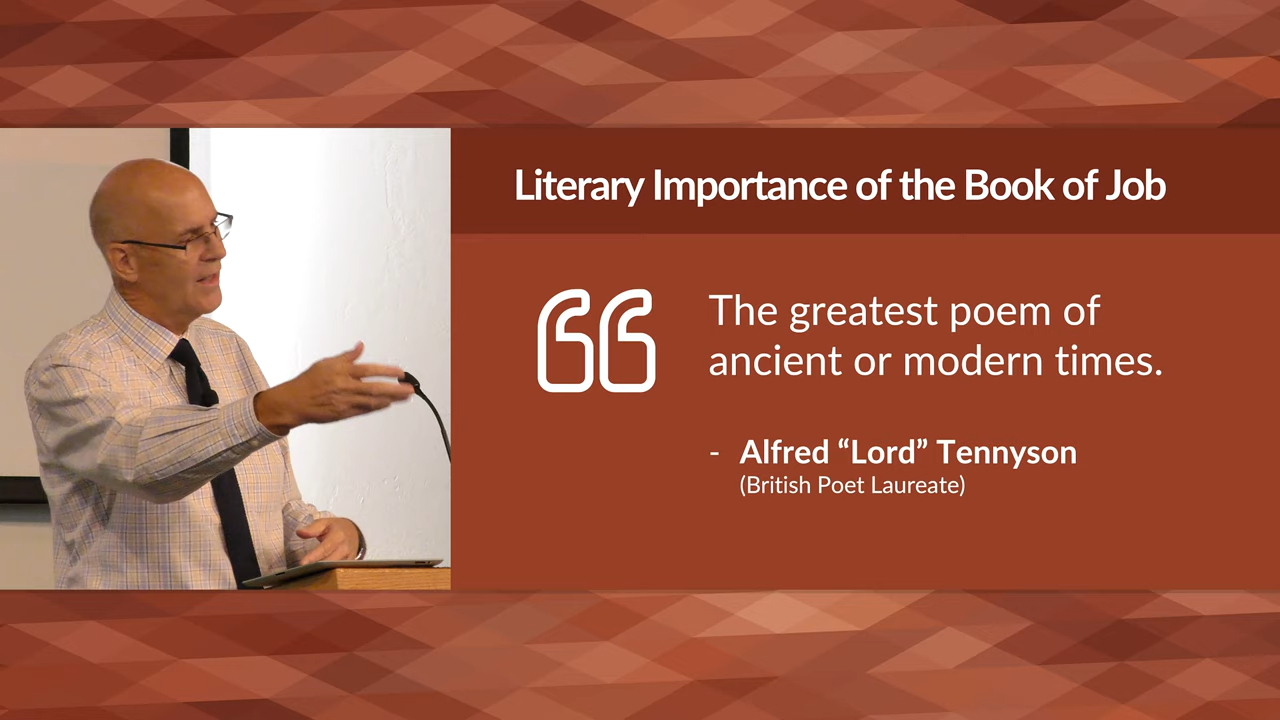 Literary Importance of the Book of Job
“
The greatest poem of
ancient or modern times.
- Alfred “Lord” Tennyson
(British Poet Laureate)